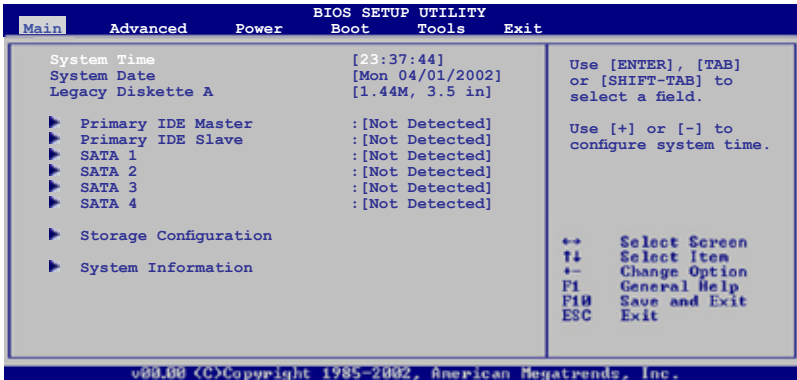 BIOS SETUP UTILITY
Main Advanced Power Boot Tools Exit
System Time [23:37:44]
System Date [Mon 04/01/2002]
Legacy Diskette A [1.44M, 3.5 in]
Primary IDE Master :[Not Detected]
Primary IDE Slave :[Not Detected]
SATA 1 :[Not Detected]
SATA 2 :[Not Detected]
SATA 3 :[Not Detected]
SATA 4 :[Not Detected]
Storage Configuration
System Information
Use [ENTER], [TAB]
or [SHIFT-TAB] to
select a field.
Use [+] or [-] to
configure system time.
←→ Select Screen
↑↓ Select Item
+- Change Option
F1 General Help
F10 Save and Exit
ESC Exit
v00.00 (C)Copyright 1985-2002, American Megatrends, Inc.